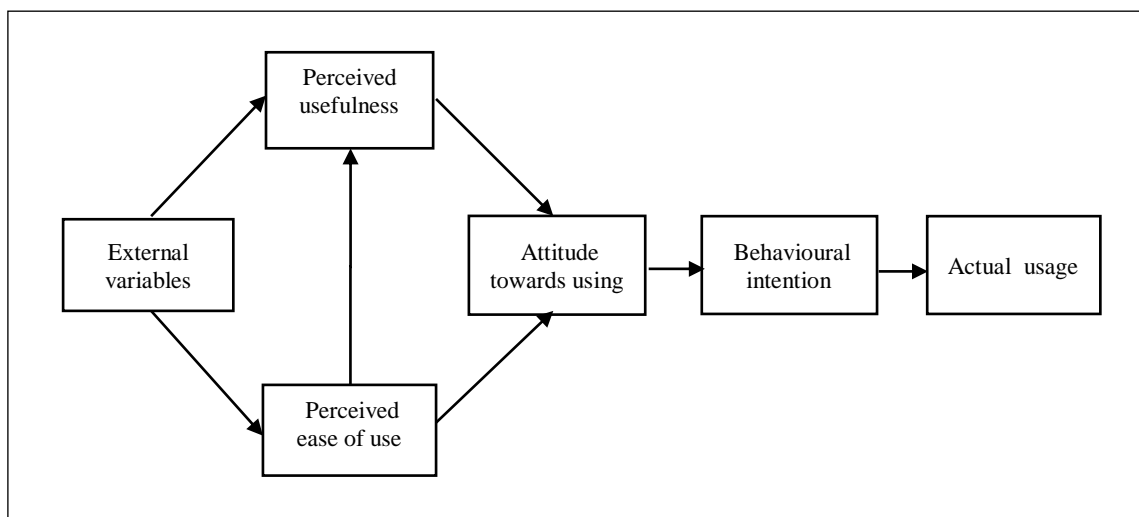 Perceived
usefulness
External
variables
Attitude
towards using
Behavioural
intention
Actual usage
Perceived
ease of use